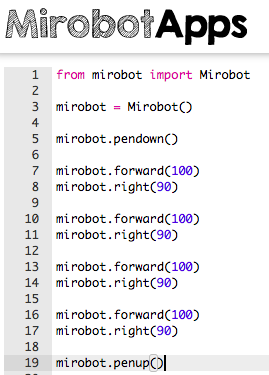 MirobotApps
1 from mirobot import Mirobot
2
3 mirobot = Mirobot()
4
5 mirobot.pendown()
6
7 mirobot.forward(100)
8 mirobot.right(90)
9
10 mirobot.forward(100)
11 mirobot.right(90)
12
13 mirobot.forward(100)
14 mirobot.right(90)
15
16 mirobot.forward(100)
17 mirobot.right(90)
18
19 mirobot.penup()